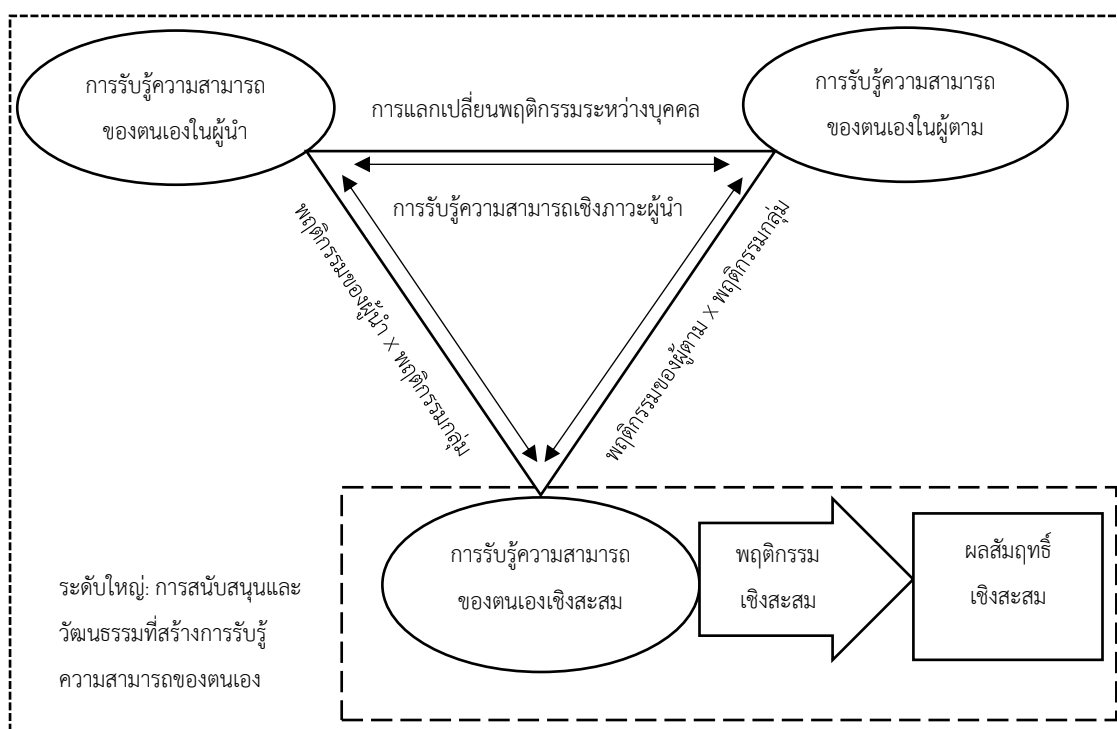 การรับรู้ความสามารถ
ของตนเองในผู้นำ
การแลกเปลี่ยนพฤติกรรมระหว่างบุคคล
การรับรู้ความสามารถ
ของตนเองในผู้ตาม
การรับรู้ความสามารถเชิงภาวะผู้นำ
พฤติกรรมของผู้นำ x พฤติกรรมกลุ่ม
พฤติกรรมของผู้ตาม x พฤติกรรมกลุ่ม
การรับรู้ความสามารถ
ของตนเองเชิงสะสม
พฤติกรรม
เชิงสะสม
ผลสัมฤทธิ์
เชิงสะสม
ระดับใหญ่: การสนับสนุนและ
วัฒนธรรมที่สร้างการรับรู้
ความสามารถของตนเอง